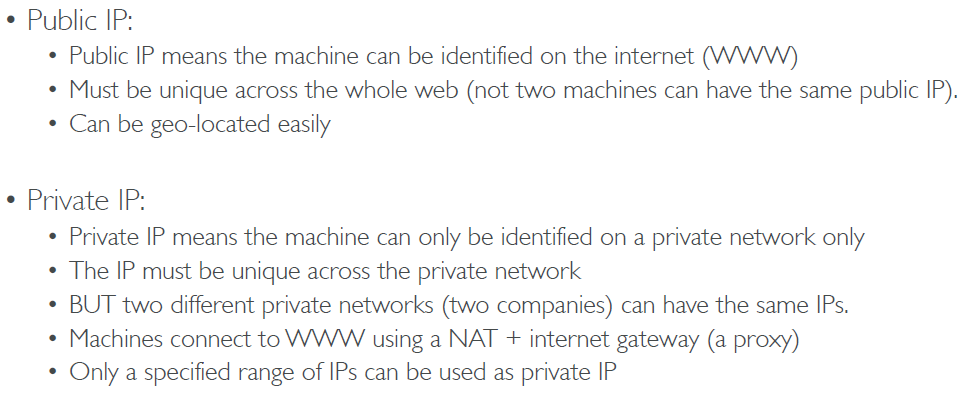 • Public IP:
• Public IP means the machine can be identified on the internet (WWW)
• Must be unique across the whole web (not two machines can have the same public IP).
• Can be geo-located easily
• Private IP:
• Private IP means the machine can only be identified on a private network only
• The IP must be unique across the private network
• BUT two different private networks (two companies) can have the same IPs.
• Machines connect to WWW using a NAT + internet gateway (a proxy)
• Only a specified range of IPs can be used as private IP